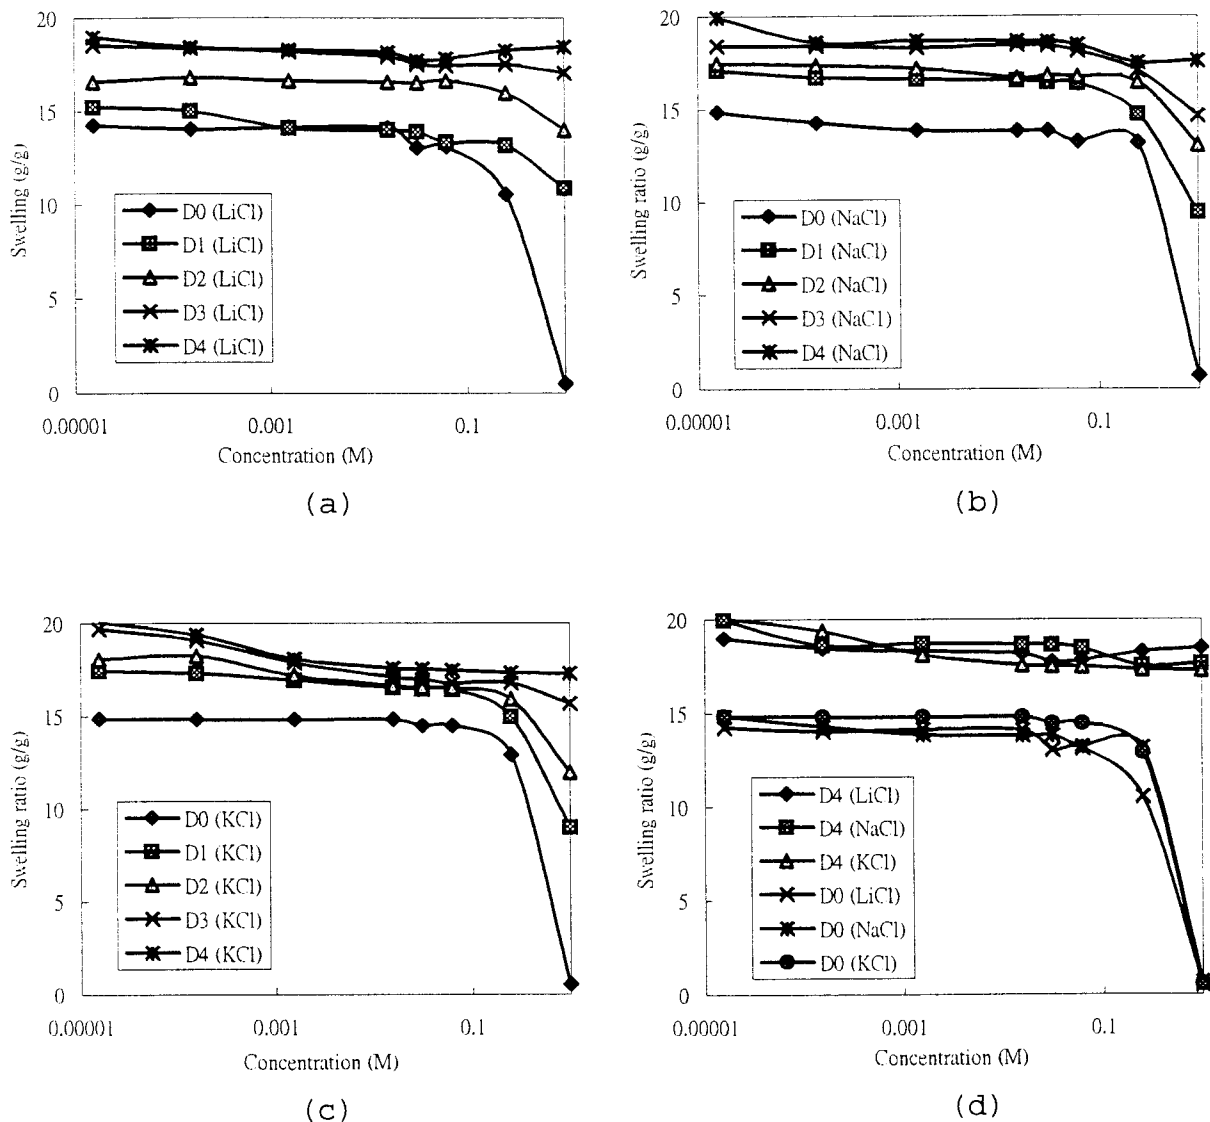 20
15
10
5
0
Swelling (g/g)
D0 (LiCl)
D1 (LiCl)
D2 (LiCl)
D3 (LiCl)
D4 (LiCl)
0.00001
0.001
0.1
Concentration (M)
(a)
20
15
10
5
0
Swelling ratio (g/g)
D0 (NaCl)
D1 (NaCl)
D2 (NaCl)
D3 (NaCl)
D4 (NaCl)
0.00001
0.001
0.1
Concentration (M)
(b)
20
15
10
5
0
Swelling ratio (g/g)
D0 (KCl)
D1 (KCl)
D2 (KCl)
D3 (KCl)
D4 (KCl)
0.00001
0.001
0.1
Concentration (M)
(c)
20
15
10
5
0
Swelling ratio (g/g)
D4 (LiCl)
D4 (NaCl)
D4 (KCl)
D0 (LiCl)
D0 (NaCl)
D0 (KCl)
0.00001
0.001
0.1
Concentration (M)
(d)